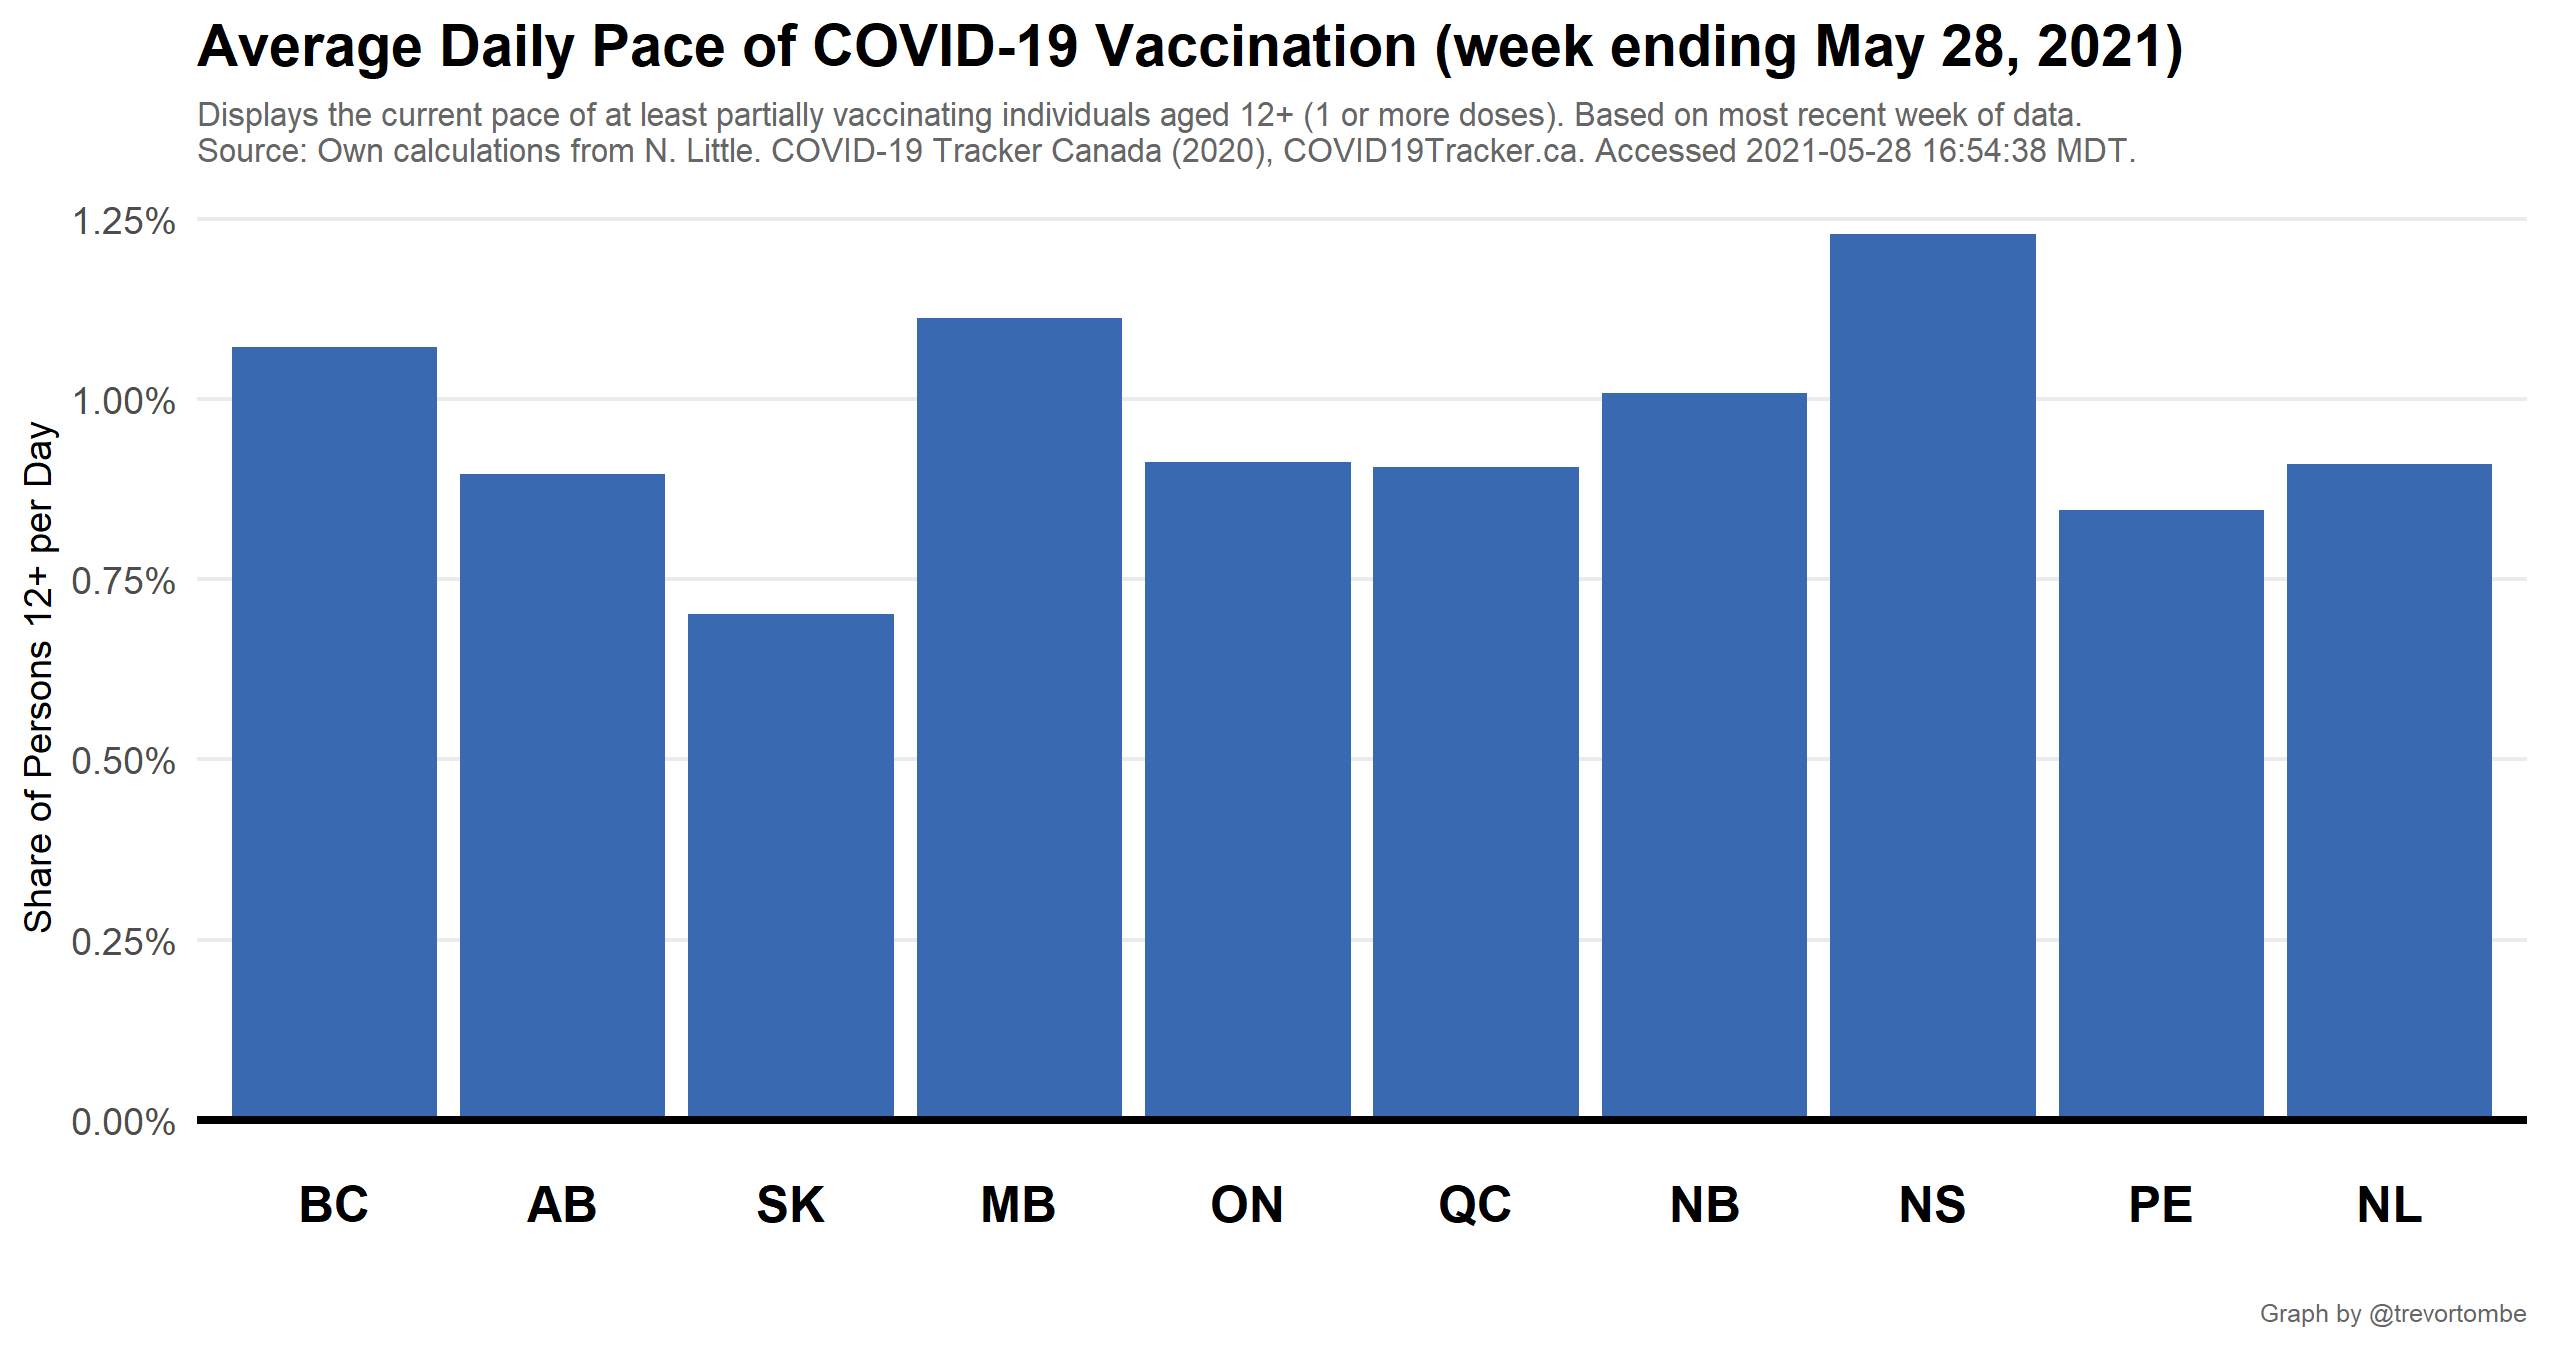 Average Daily Pace of COVID-19 Vaccination (week ending May 28, 2021)
Displays the current pace of at least partially vaccinating individuals aged 12+ (1 or more doses). Based on most recent week of data.
Source: Own calculations from N. Little. COVID-19 Tracker Canada (2020), COVID19Tracker.ca. Accessed 2021-05-28 16:54:38 MDT.
Share of Persons 12+ per Day
1.25%
1.00%
0.75%
0.50%
0.25%
0.00%
BC AB SK MB ON QC NB NS PE NL
Graph by @trevortombe